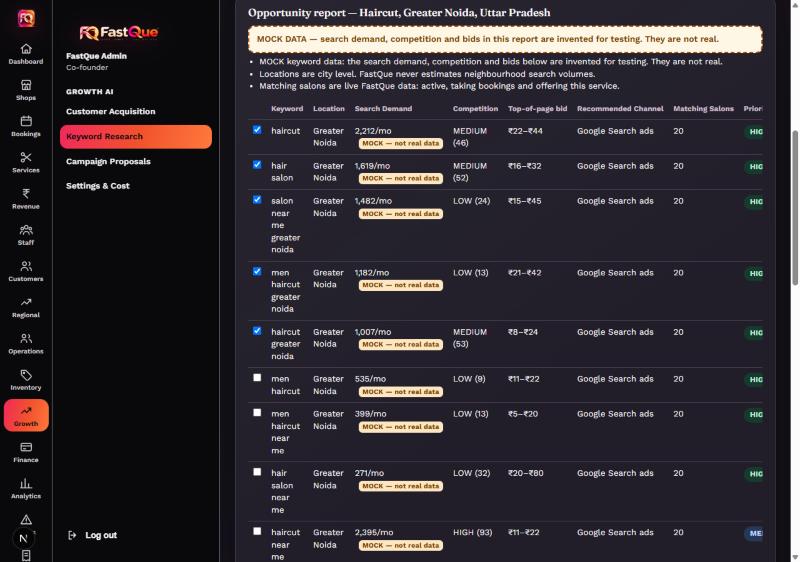 FastQue
Dashboard
Shops
Bookings
Services
Revenue
Staff
Customers
Regional
Operations
Inventory
Growth
Finance
Analytics
N
FastQue Admin
Co-founder
GROWTH AI
Customer Acquisition
Keyword Research
Campaign Proposals
Settings & Cost
Log out
Opportunity report — Haircut, Greater Noida, Uttar Pradesh
MOCK DATA — search demand, competition and bids in this report are invented for testing. They are not real.
• MOCK keyword data: the search demand, competition and bids below are invented for testing. They are not real.
• Locations are city level. FastQue never estimates neighbourhood search volumes.
• Matching salons are live FastQue data: active, taking bookings and offering this service.
Keyword Location Search Demand Competition Top-of-page bid Recommended Channel Matching Salons Priori
haircut Greater 2,212/mo MEDIUM ₹22–₹44 Google Search ads 20 HIG
Noida MOCK — not real data (46)
hair Greater 1,619/mo MEDIUM ₹16–₹32 Google Search ads 20 HIG
salon Noida MOCK — not real data (52)
salon Greater 1,482/mo LOW (24) ₹15–₹45 Google Search ads 20 HIG
near Noida MOCK — not real data
me
greater
noida
men Greater 1,182/mo LOW (13) ₹21–₹42 Google Search ads 20 HIG
haircut Noida MOCK — not real data
greater
noida
haircut Greater 1,007/mo MEDIUM ₹8–₹24 Google Search ads 20 HIG
greater Noida MOCK — not real data (53)
noida
men Greater 535/mo LOW (9) ₹11–₹22 Google Search ads 20 HIG
haircut Noida MOCK — not real data
men Greater 399/mo LOW (13) ₹5–₹20 Google Search ads 20 HIG
haircut Noida MOCK — not real data
near
me
hair Greater 271/mo LOW (32) ₹20–₹80 Google Search ads 20 HIG
salon Noida MOCK — not real data
near
me
haircut Greater 2,395/mo HIGH (93) ₹11–₹22 Google Search ads 20 ME
near Noida MOCK — not real data
me